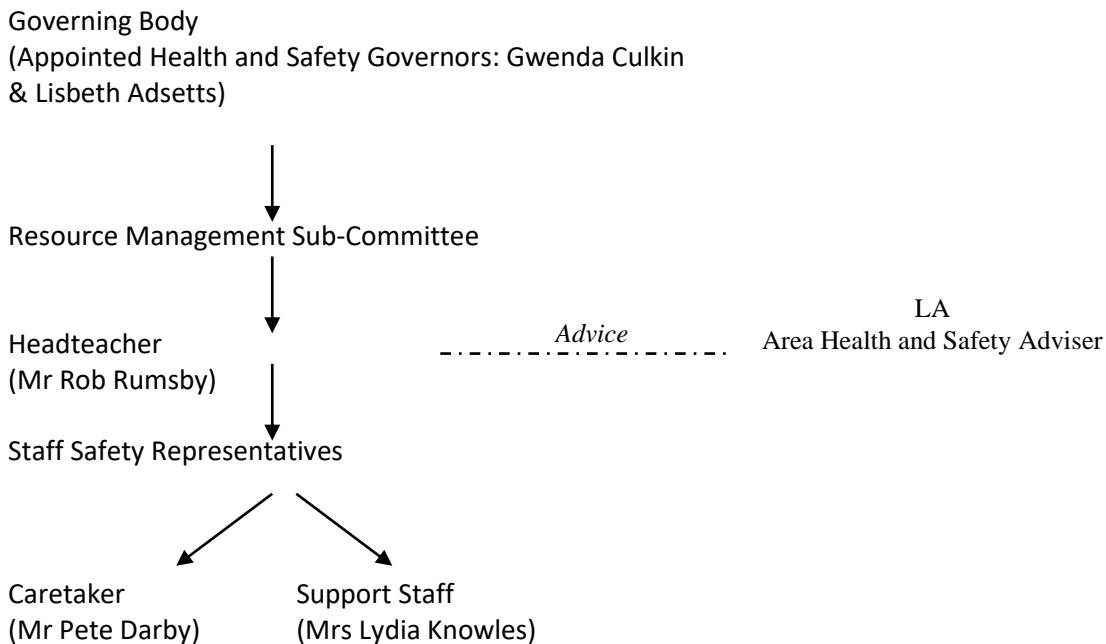 Governing Body
(Appointed Health and Safety Governors: Gwenda Culkin
& Lisbeth Adsetts)
Resource Management Sub-Committee
Headteacher
(Mr Rob Rumsby)
Advice
LA
Area Health and Safety Adviser
Staff Safety Representatives
Caretaker
(Mr Pete Darby)
Support Staff
(Mrs Lydia Knowles)